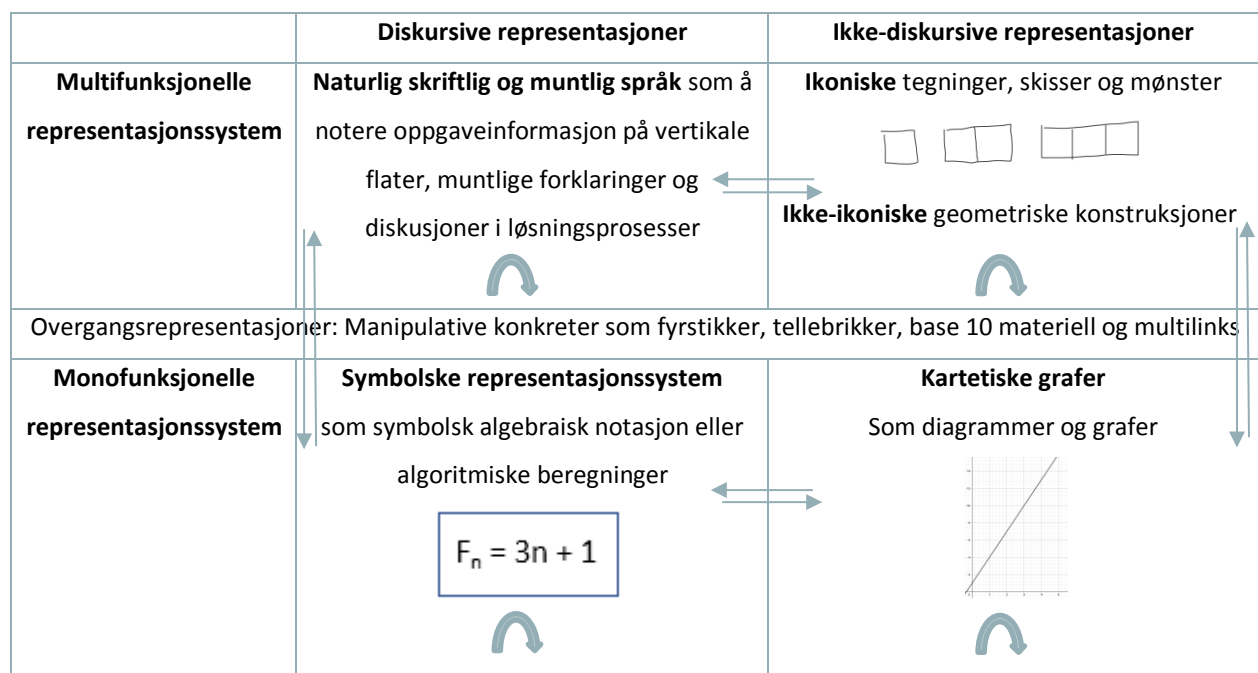 Diskursive representasjoner
Ikke-diskursive representasjoner
Multifunksjonelle
representasjonssystem
Naturlig skriftlig og muntlig språk som å
notere oppgaveinformasjon på vertikale
flater, muntlige forklaringer og
diskusjoner i løsningsprosesser
Ikoniske tegninger, skisser og mønster
Ikke-ikoniske geometriske konstruksjoner
Overgangsrepresentasjoner: Manipulative konkreter som fyrstikker, tellebrikker, base 10 materiell og multilinks
Monofunksjonelle
representasjonssystem
Symbolske representasjonssystem
som symbolsk algebraisk notasjon eller
algoritmiske beregninger
Fₙ = 3n + 1
Kartetiske grafer
Som diagrammer og grafer